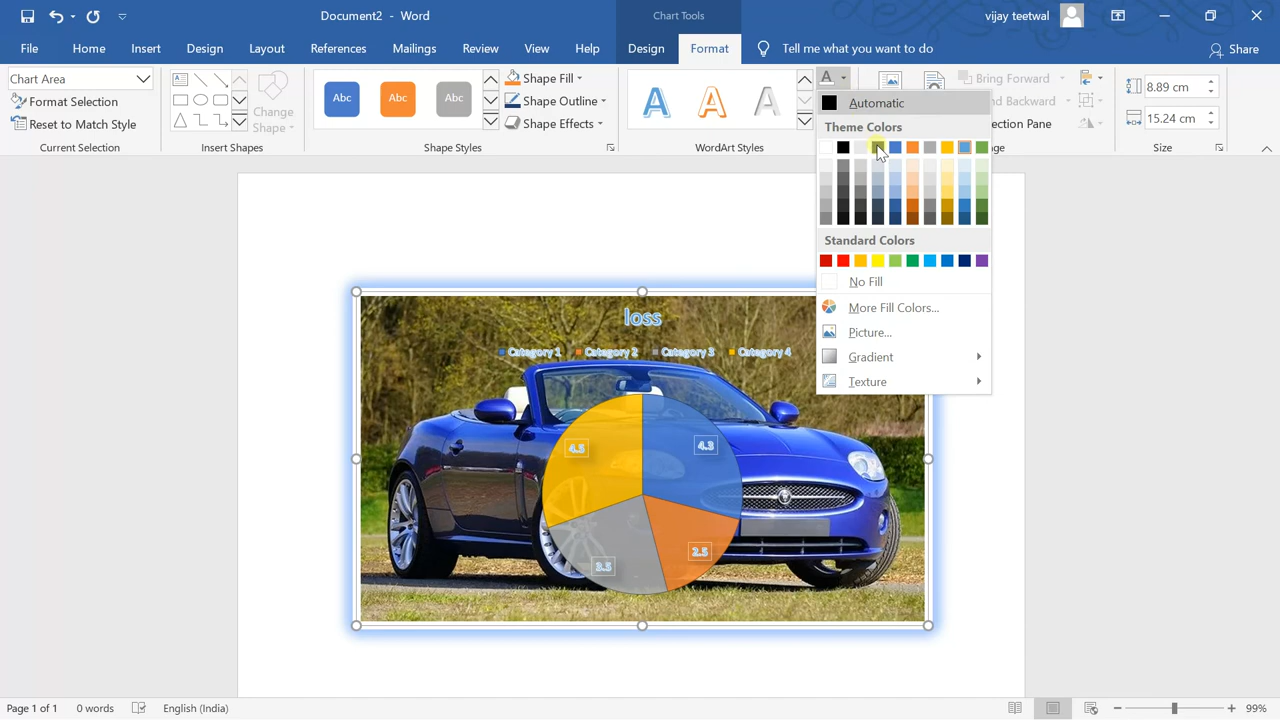 Document2 - Word
Chart Tools
vijay teetwal
File Home Insert Design Layout References Mailings Review View Help Design Format Tell me what you want to do Share
Chart Area
Format Selection
Reset to Match Style
Current Selection
Change
Shape
Insert Shapes
Abc Abc Abc
Shape Fill
Shape Outline
Shape Effects
Shape Styles
A A A
WordArt Styles
A
Bring Forward
Backward
8.89 cm
15.24 cm
Size
Automatic
Theme Colors
Standard Colors
No Fill
More Fill Colors...
Picture...
Gradient
Texture
loss
Category 1 Category 2 Category 3 Category 4
4.5 4.3
3.5 2.5
Page 1 of 1 0 words English (India) 99%